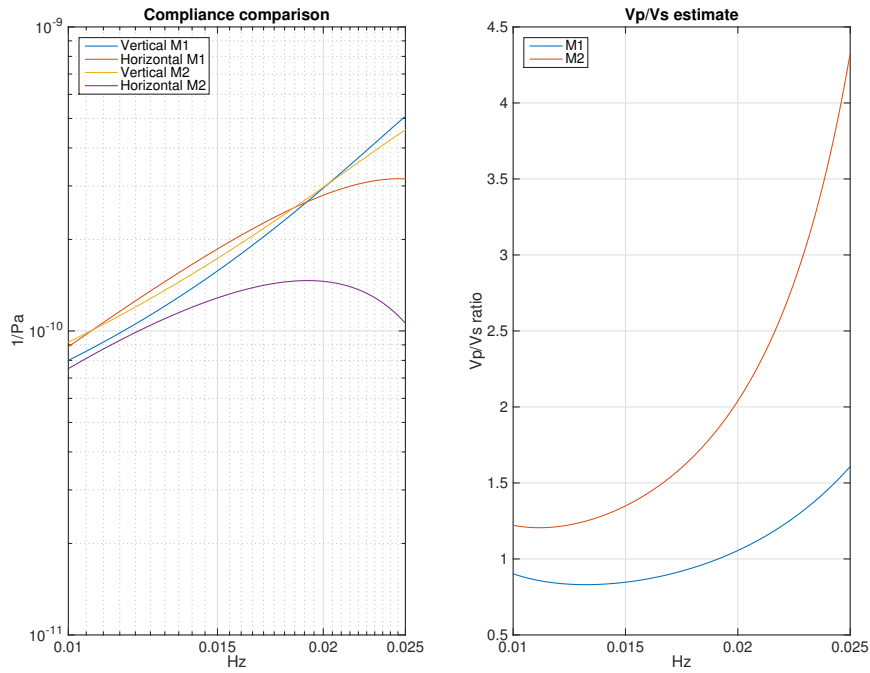 Compliance comparison
10^-9
Vertical M1
Horizontal M1
Vertical M2
Horizontal M2
1/Pa
10^-10
10^-11
0.01
0.015
0.02
0.025
Hz
Vp/Vs estimate
4.5
M1
M2
4
3.5
3
2.5
Vp/Vs ratio
2
1.5
1
0.5
0.01
0.015
0.02
0.025
Hz